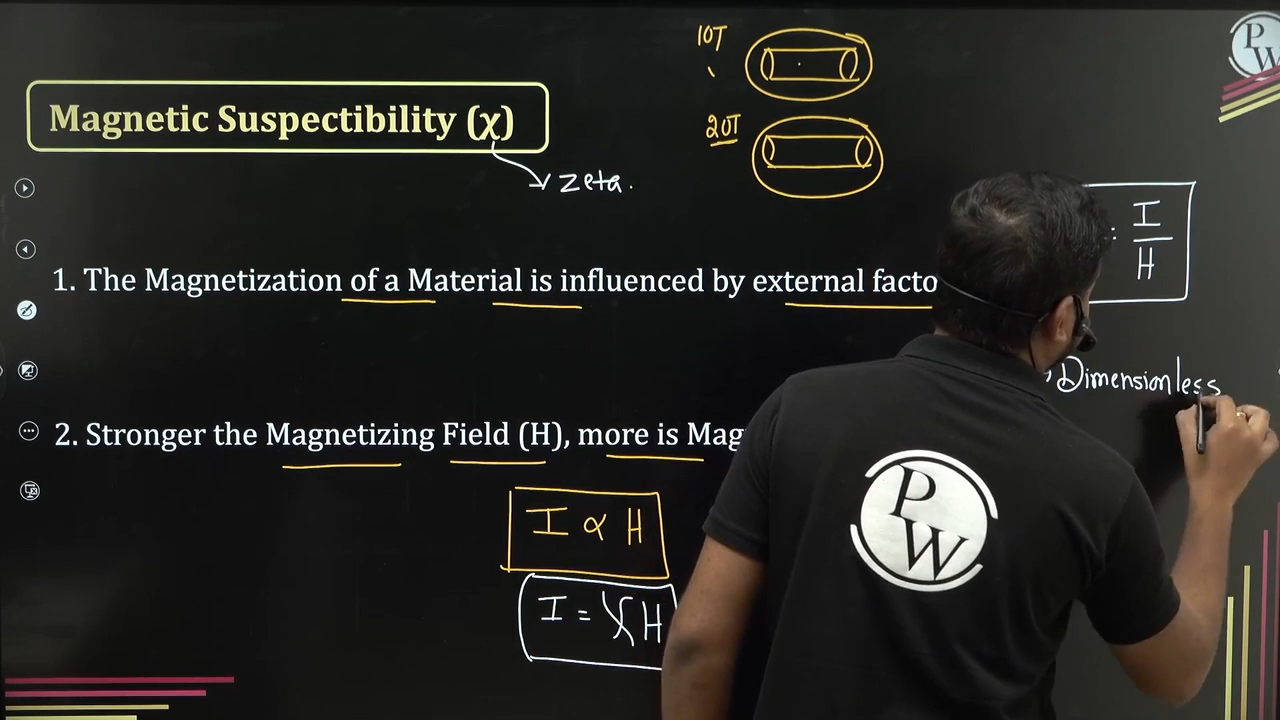 10T
PW
Magnetic Suspectibility (χ)
20T
zeta.
1. The Magnetization of a Material is influenced by external facto
: I
H
Dimensionless
2. Stronger the Magnetizing Field (H), more is Mag
I ∝ H
I = χ H
PW